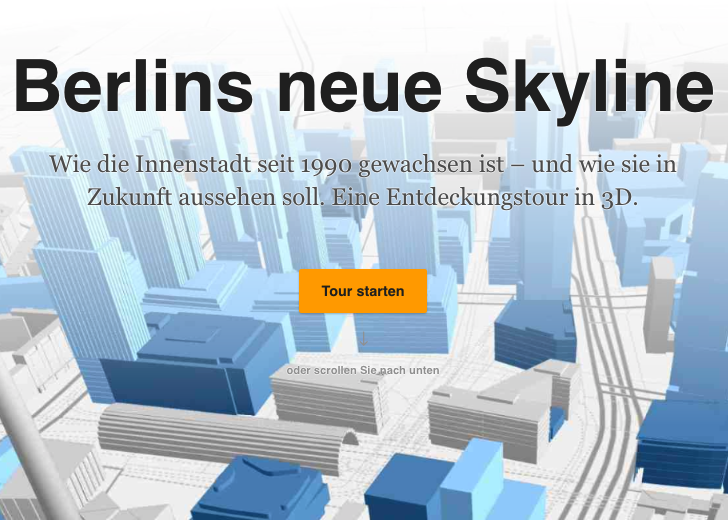 Berlins neue Skyline
Wie die Innenstadt seit 1990 gewachsen ist – und wie sie in
Zukunft aussehen soll. Eine Entdeckungstour in 3D.
Tour starten
oder scrollen Sie nach unten